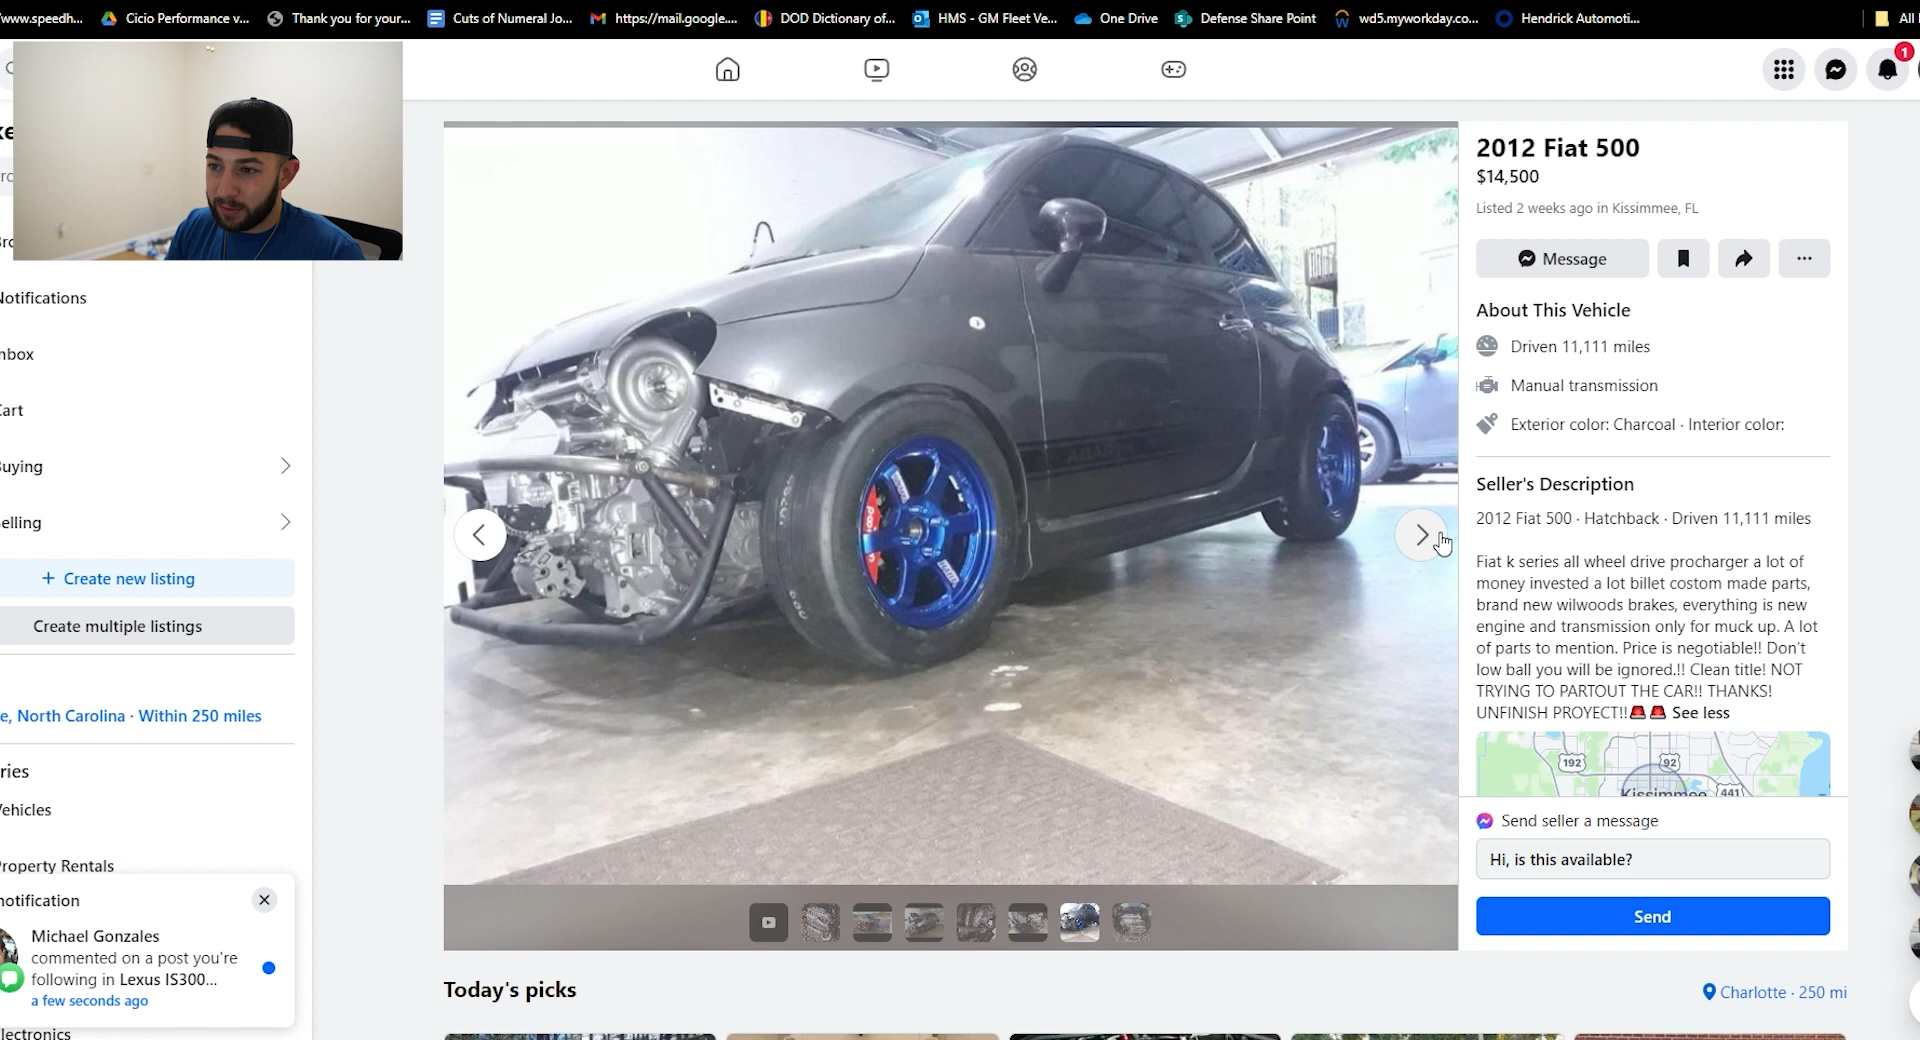 /www.speedh...
Cicio Performance v...
Thank you for your...
Cuts of Numeral Jo...
https://mail.google....
DOD Dictionary of...
HMS - GM Fleet Ve...
One Drive
Defense Share Point
wd5.myworkday.co...
Hendrick Automoti...
All
1
2012 Fiat 500
$14,500
Listed 2 weeks ago in Kissimmee, FL
Message
About This Vehicle
Driven 11,111 miles
Manual transmission
Exterior color: Charcoal · Interior color:
Seller's Description
2012 Fiat 500 · Hatchback · Driven 11,111 miles
Fiat k series all wheel drive procharger a lot of
money invested a lot billet costom made parts,
brand new wilwoods brakes, everything is new
engine and transmission only for muck up. A lot
of parts to mention. Price is negotiable!! Don't
low ball you will be ignored.!! Clean title! NOT
TRYING TO PARTOUT THE CAR!! THANKS!
UNFINISH PROYECT!!🚨🚨 See less
192
92
441
Kissimmee
Send seller a message
Hi, is this available?
Send
Notifications
nbox
Cart
Buying
Selling
+ Create new listing
Create multiple listings
e, North Carolina · Within 250 miles
ries
Vehicles
Property Rentals
notification
Michael Gonzales
commented on a post you're
following in Lexus IS300...
a few seconds ago
lectronics
Today's picks
Charlotte · 250 mi